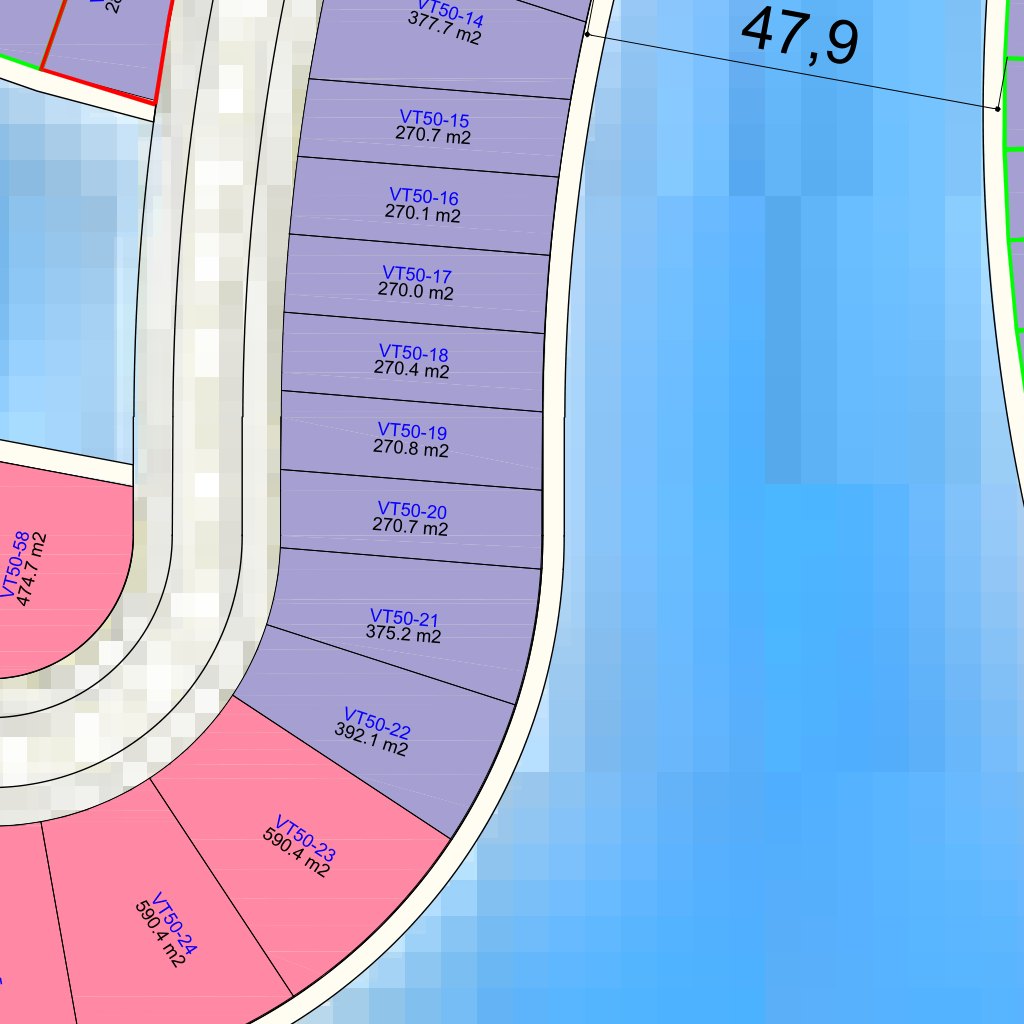 VT50-14
377.7 m2
47,9
VT50-15
270.7 m2
VT50-16
270.1 m2
VT50-17
270.0 m2
VT50-18
270.4 m2
VT50-19
270.8 m2
VT50-20
270.7 m2
VT50-58
474.7 m2
VT50-21
375.2 m2
VT50-22
392.1 m2
VT50-23
590.4 m2
VT50-24
590.4 m2